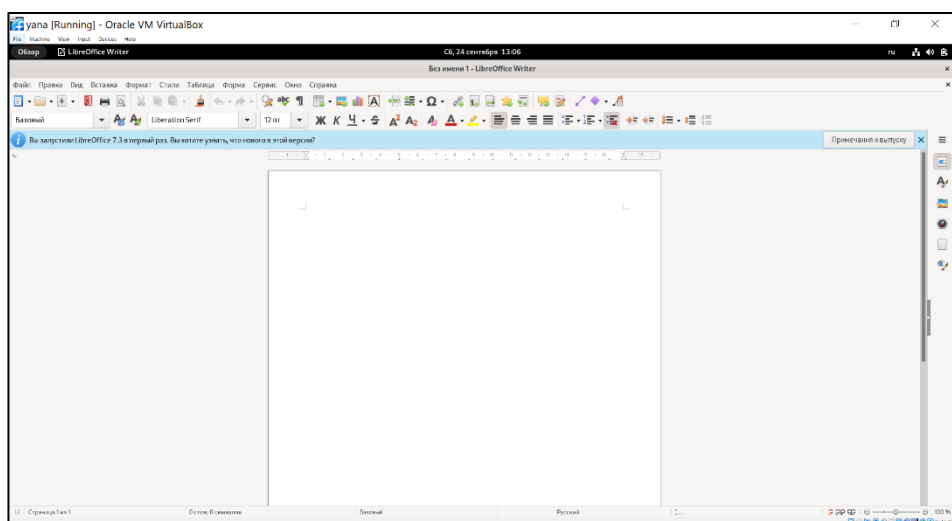 yana [Running] - Oracle VM VirtualBox
File Machine View Input Devices Help
Обзор LibreOffice Writer Сб, 24 сентября 13:06 ru
Без имени 1 - LibreOffice Writer
Файл Правка Вид Вставка Формат Стили Таблица Форма Сервис Окно Справка
Базовый Liberation Serif 12 пт Ж К Ч
Вы запустили LibreOffice 7.3 в первый раз. Вы хотите узнать, что нового в этой версии? Примечания к выпуску
Страница 1 из 1 0 слов, 0 символов Базовый Русский 100 %